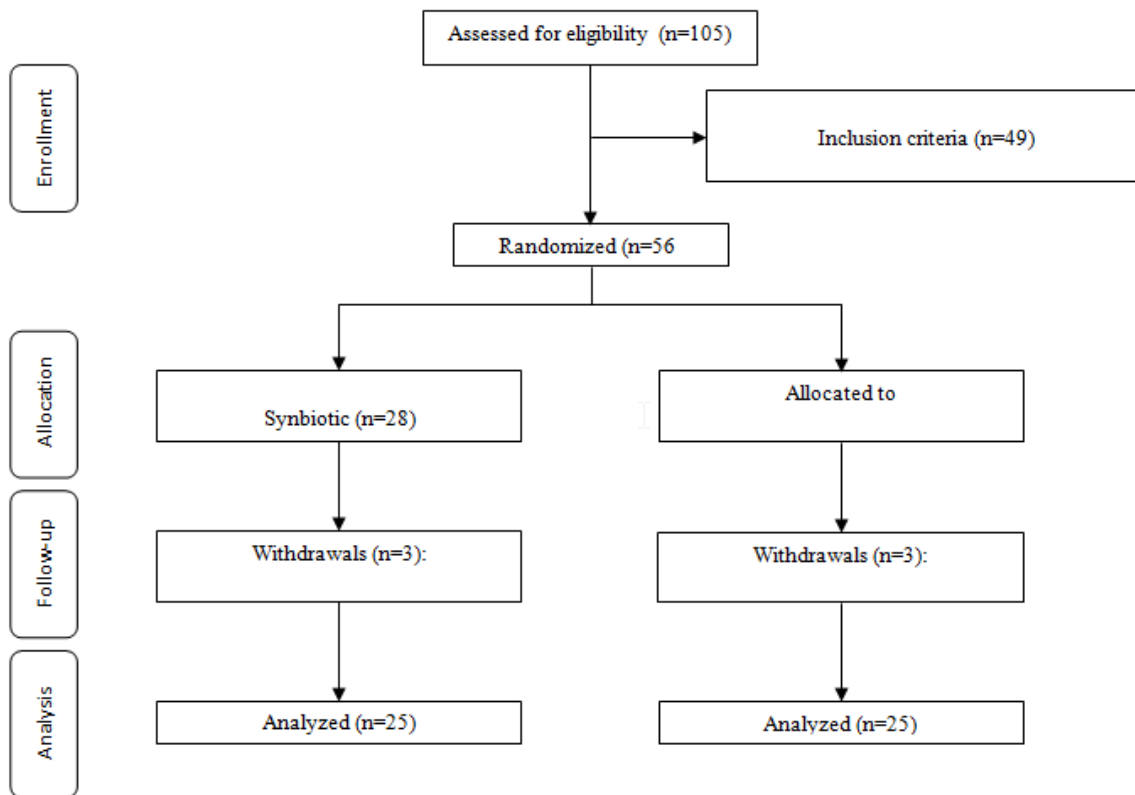 Assessed for eligibility (n=105)
Enrollment
Inclusion criteria (n=49)
Randomized (n=56
Allocation
Synbiotic (n=28)
Allocated to
Follow-up
Withdrawals (n=3):
Withdrawals (n=3):
Analysis
Analyzed (n=25)
Analyzed (n=25)